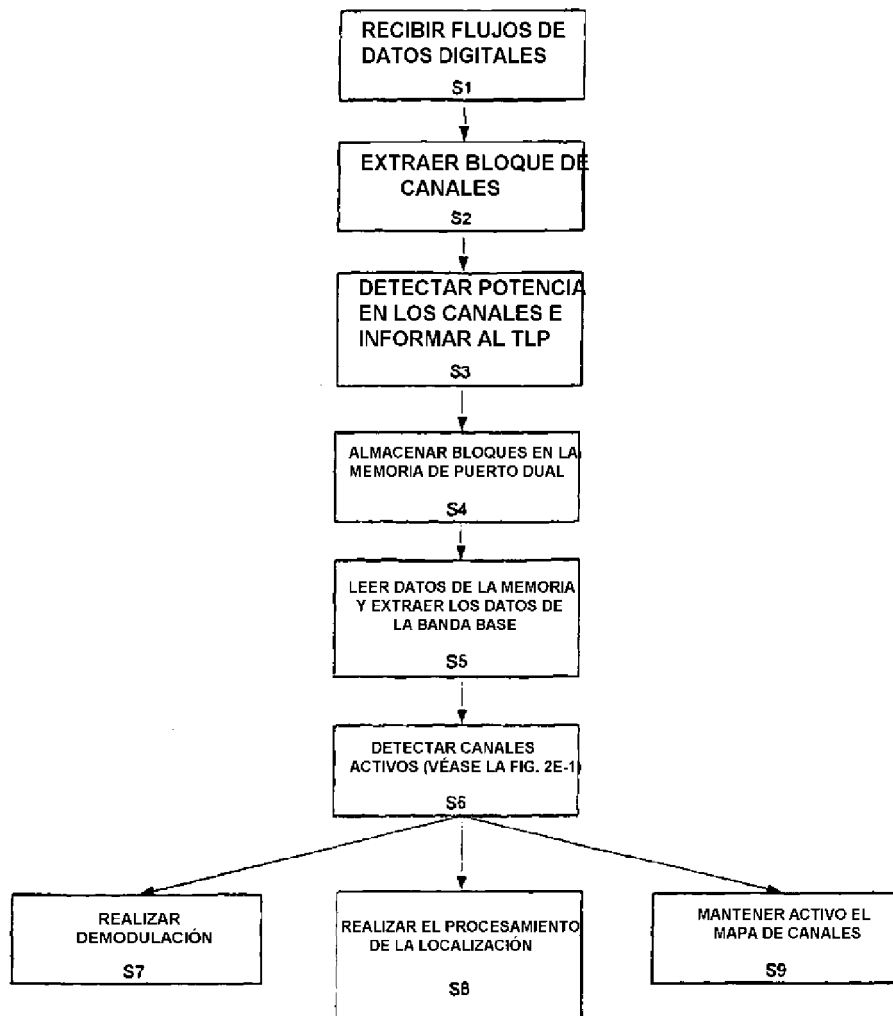 RECIBIR FLUJOS DE
DATOS DIGITALES
S1
EXTRAER BLOQUE DE
CANALES
S2
DETECTAR POTENCIA
EN LOS CANALES E
INFORMAR AL TLP
S3
ALMACENAR BLOQUES EN LA
MEMORIA DE PUERTO DUAL
S4
LEER DATOS DE LA MEMORIA
Y EXTRAER LOS DATOS DE
LA BANDA BASE
S5
DETECTAR CANALES
ACTIVOS (VÉASE LA FIG. 2E-1)
S6
REALIZAR
DEMODULACIÓN
S7
REALIZAR EL PROCESAMIENTO
DE LA LOCALIZACIÓN
S8
MANTENER ACTIVO EL
MAPA DE CANALES
S9